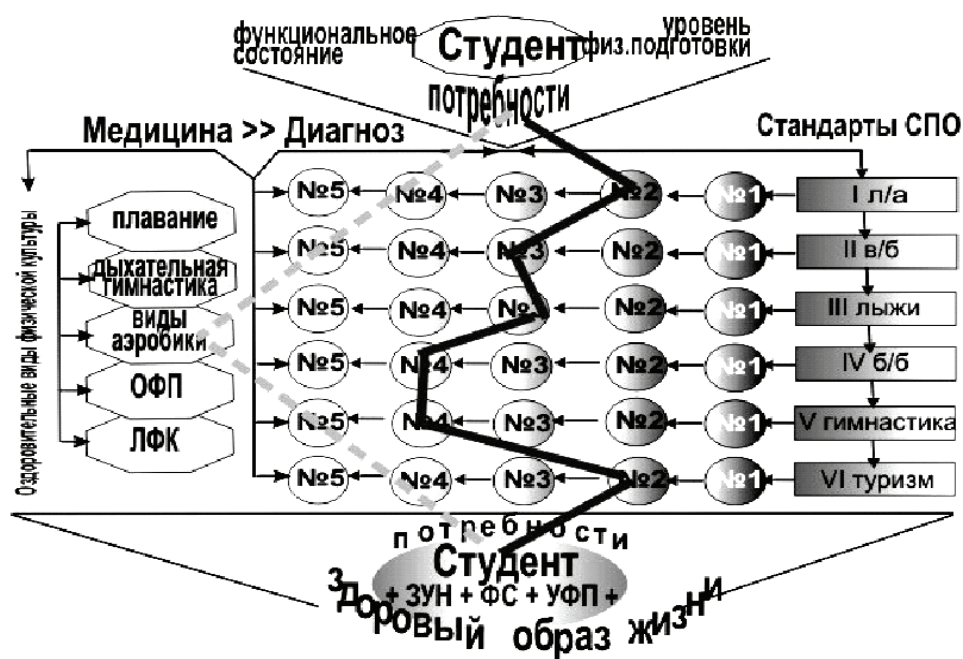 функциональное
состояние
Студент
уровень
физ.подготовки
потребности
Медицина >> Диагноз
Стандарты СПО
Оздоровительные виды физической культуры
плавание
дыхательная
гимнастика
виды
аэробики
ОФП
ЛФК
№5 №4 №3 №2 №1 I л/а
№5 №4 №3 №2 №1 II в/б
№5 №4 №3 №2 №1 III лыжи
№5 №4 №3 №2 №1 IV б/б
№5 №4 №3 №2 №1 V гимнастика
№5 №4 №3 №2 №1 VI туризм
потребности
Студент
+ ЗУН + ФС + УФП +
Здоровый образ жизни